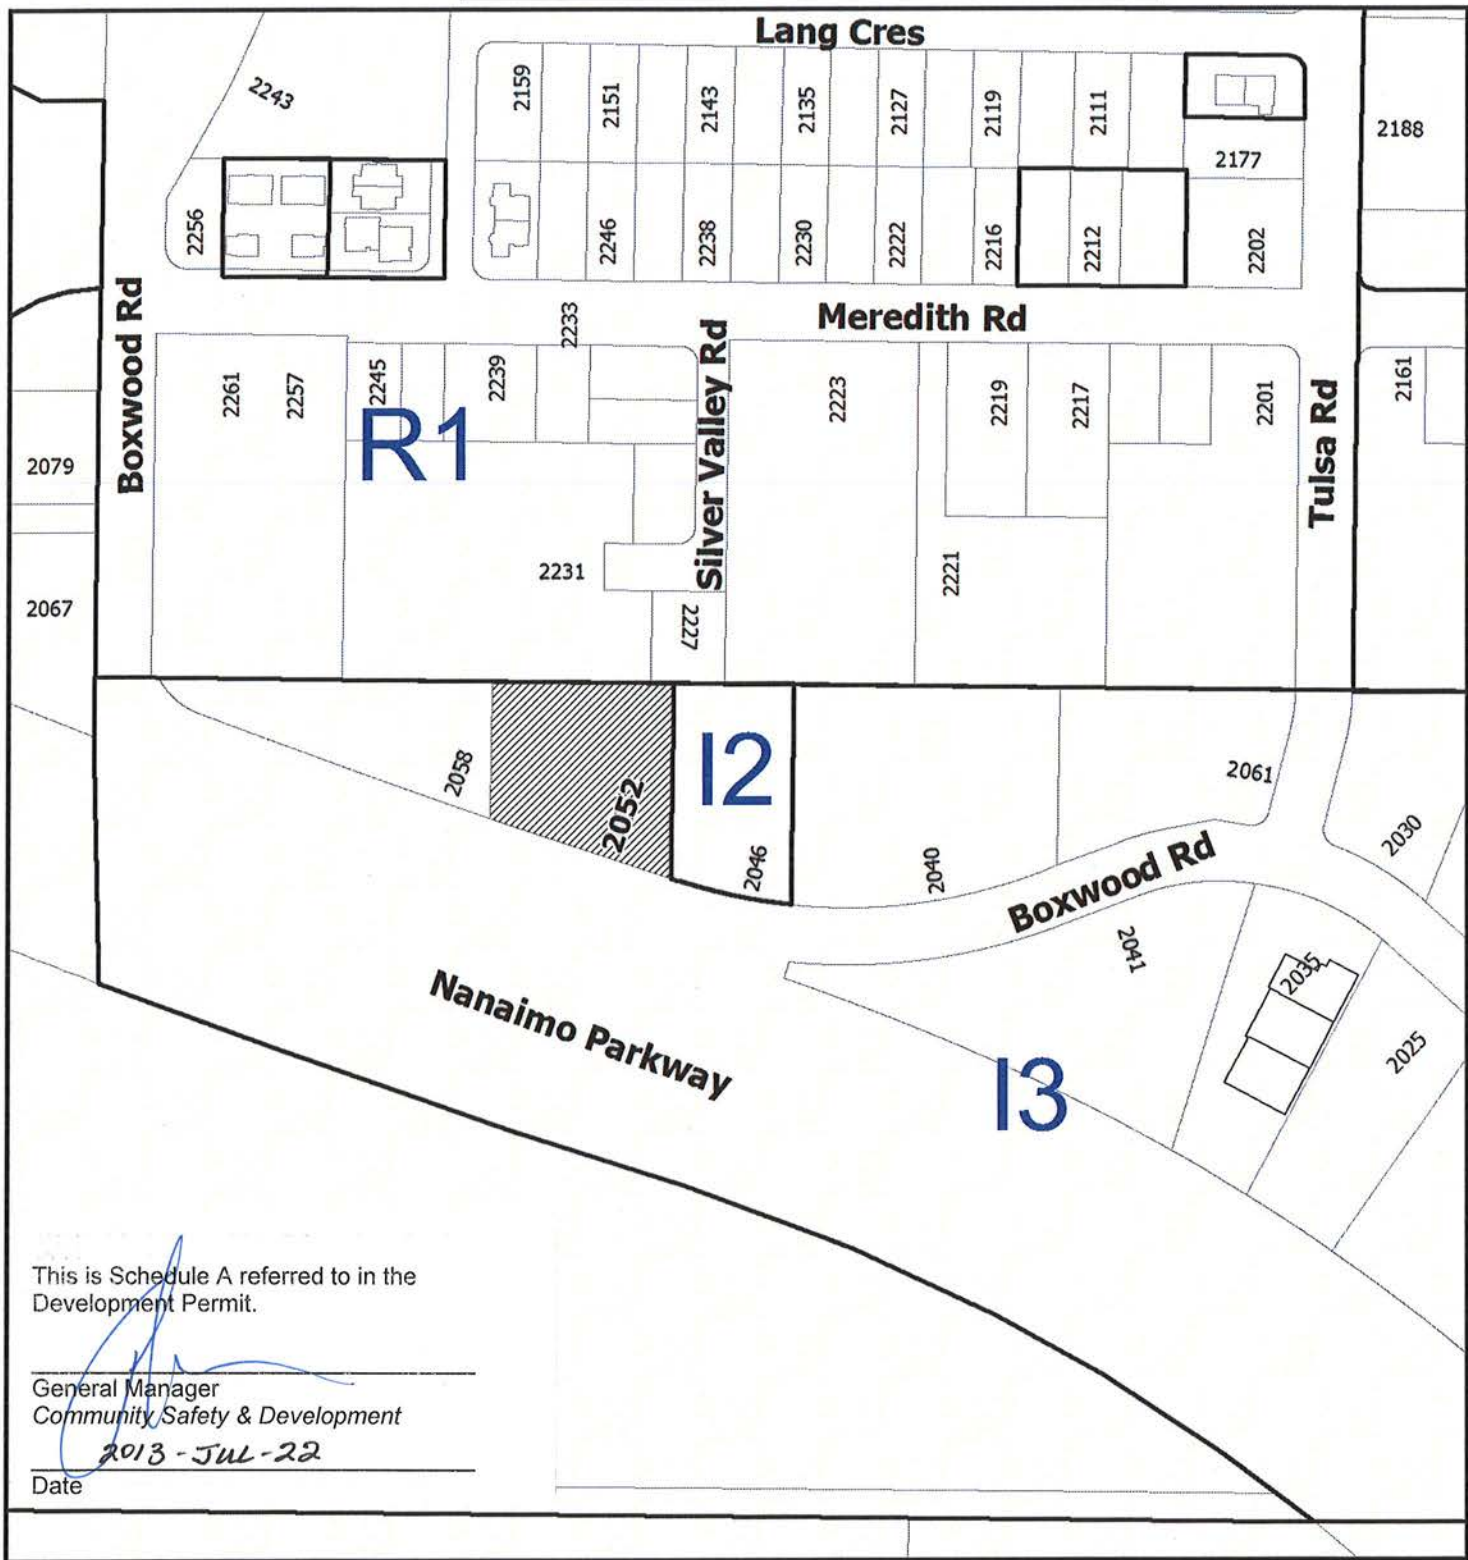 Lang Cres
2243
2159
2151
2143
2135
2127
2119
2111
2188
2177
2256
2246
2238
2230
2222
2216
2212
2202
Boxwood Rd
2233
Meredith Rd
Silver Valley Rd
2261
2257
2245
2239
2223
2219
2217
2201
Tulsa Rd
2161
R1
2079
2231
2221
2067
2227
2058
2052
I2
2046
2040
2061
2030
Boxwood Rd
2041
2035
2025
Nanaimo Parkway
I3
This is Schedule A referred to in the
Development Permit.
General Manager
Community Safety & Development
2013-JUL-22
Date